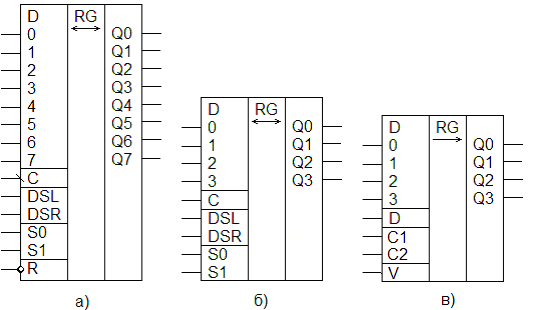 D RG
0 Q0
1 Q1
2 Q2
3 Q3
4 Q4
5 Q5
6 Q6
7 Q7
C
DSL
DSR
S0
S1
R
а)
D RG
0 Q0
1 Q1
2 Q2
3 Q3
C
DSL
DSR
S0
S1
б)
D RG
0 Q0
1 Q1
2 Q2
3 Q3
D
C1
C2
V
в)